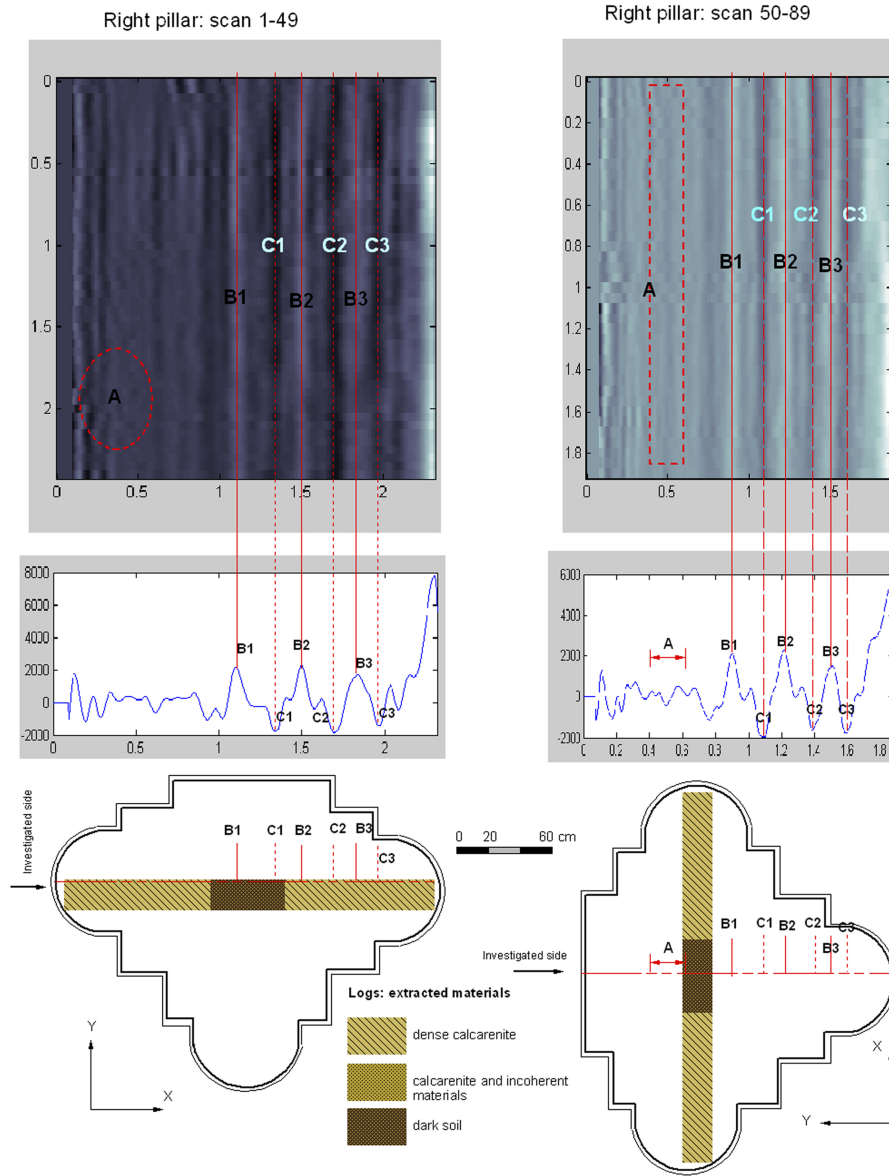 Right pillar: scan 1-49
Right pillar: scan 50-89
0
0.5
1
1.5
2
C1
C2
C3
B1
B2
B3
A
0
0.5
1
1.5
2
0
0.2
0.4
0.6
0.8
1
1.2
1.4
1.6
1.8
C1
C2
C3
B1
B2
B3
A
0
0.5
1
1.5
8000
6000
4000
2000
0
-2000
B1
B2
B3
C1
C2
C3
0
0.5
1
1.5
2
6000
4000
2000
0
-2000
A
B1
B2
B3
C1
C2
C3
0
0.2
0.4
0.6
0.8
1
1.2
1.4
1.6
1.8
Investigated side
B1
C1
B2
C2
B3
C3
0
20
60 cm
Y
X
Logs: extracted materials
dense calcarenite
calcarenite and incoherent
materials
dark soil
Investigated side
A
B1
C1
B2
C2
B3
C3
X
Y